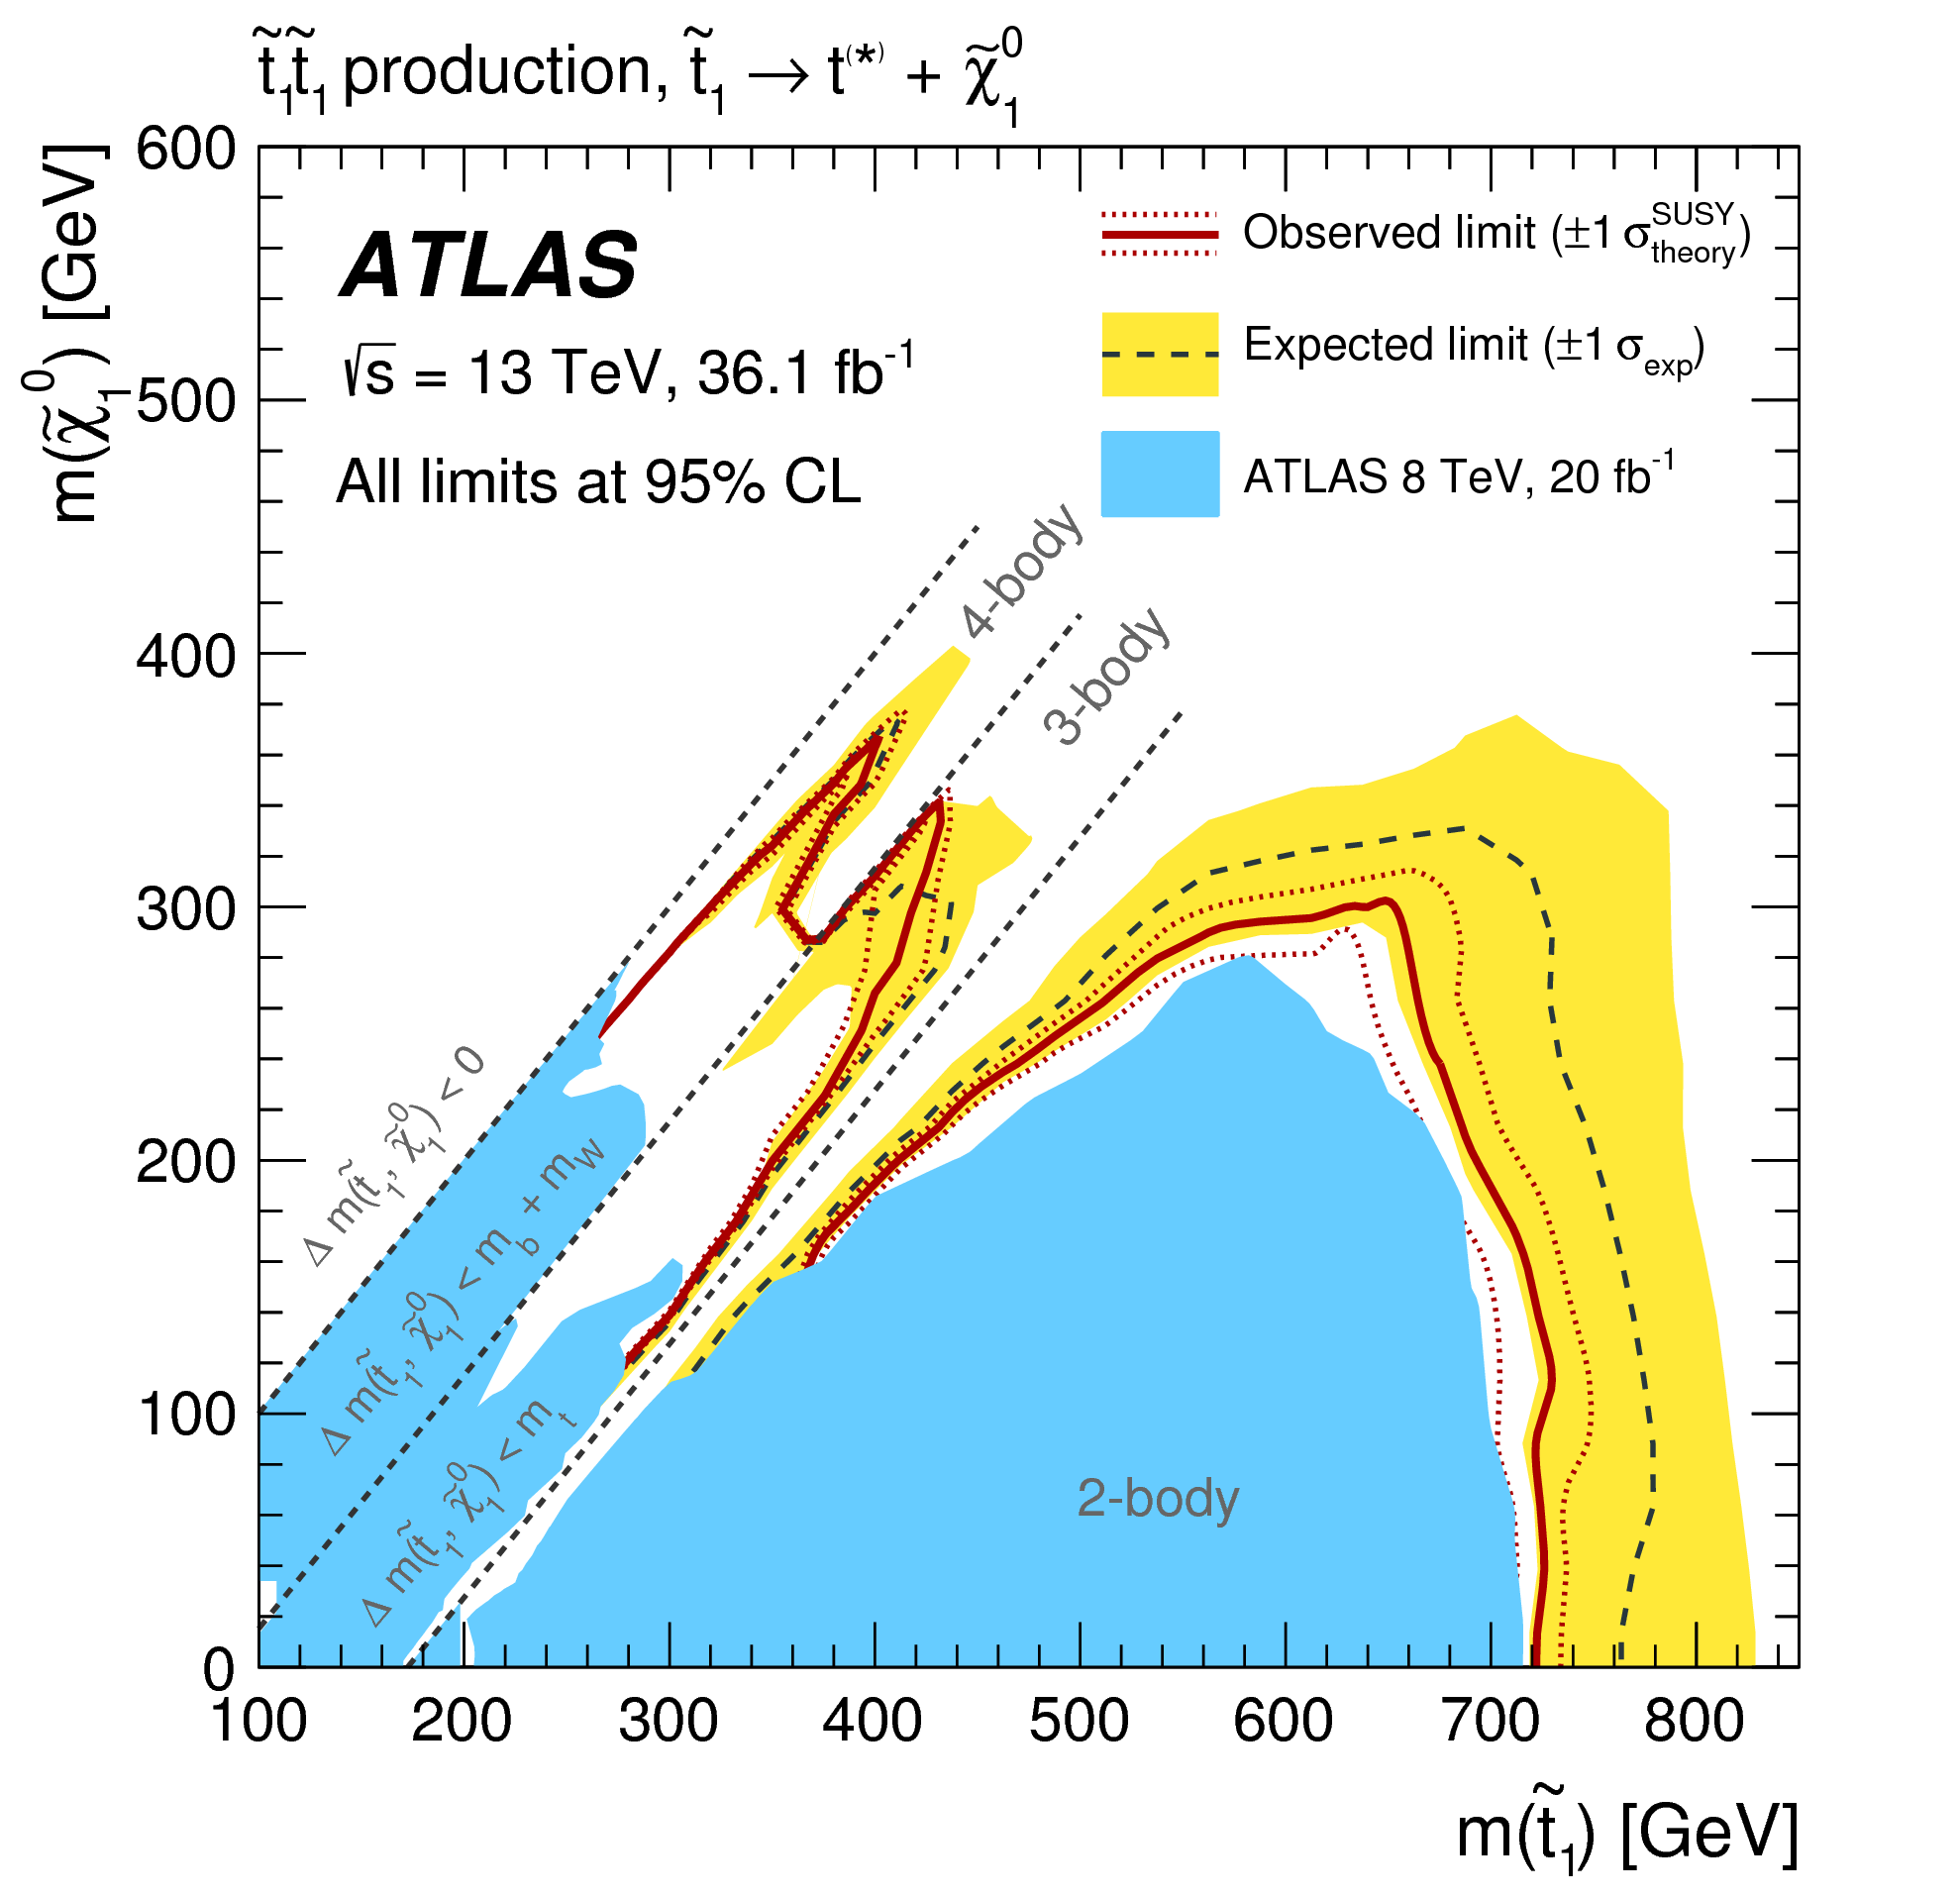 t̃₁t̃₁ production, t̃₁ → t⁽*⁾ + χ̃₁⁰
m(χ̃₁⁰) [GeV]
600
500
400
300
200
100
0
ATLAS
√s = 13 TeV, 36.1 fb⁻¹
All limits at 95% CL
Observed limit (±1 σ_theory^SUSY)
Expected limit (±1 σ_exp)
ATLAS 8 TeV, 20 fb⁻¹
4-body
3-body
Δ m(t̃₁, χ̃₁⁰) < 0
Δ m(t̃₁, χ̃₁⁰) < m_b + m_W
Δ m(t̃₁, χ̃₁⁰) < m_t
2-body
100 200 300 400 500 600 700 800
m(t̃₁) [GeV]